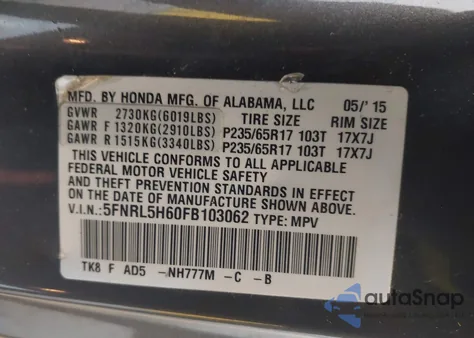 MFD. BY HONDA MFG. OF ALABAMA, LLC 05/'15
GVWR 2730KG(6019LBS) TIRE SIZE RIM SIZE
GAWR F 1320KG(2910LBS) P235/65R17 103T 17X7J
GAWR R 1515KG(3340LBS) P235/65R17 103T 17X7J
THIS VEHICLE CONFORMS TO ALL APPLICABLE
FEDERAL MOTOR VEHICLE SAFETY STANDARDS IN EFFECT
ON THE DATE OF MANUFACTURE SHOWN ABOVE.
V.I.N.:5FNRL5H60FB103062 TYPE: MPV
TK8 F AD5 -NH777M -C -B
autoSnap